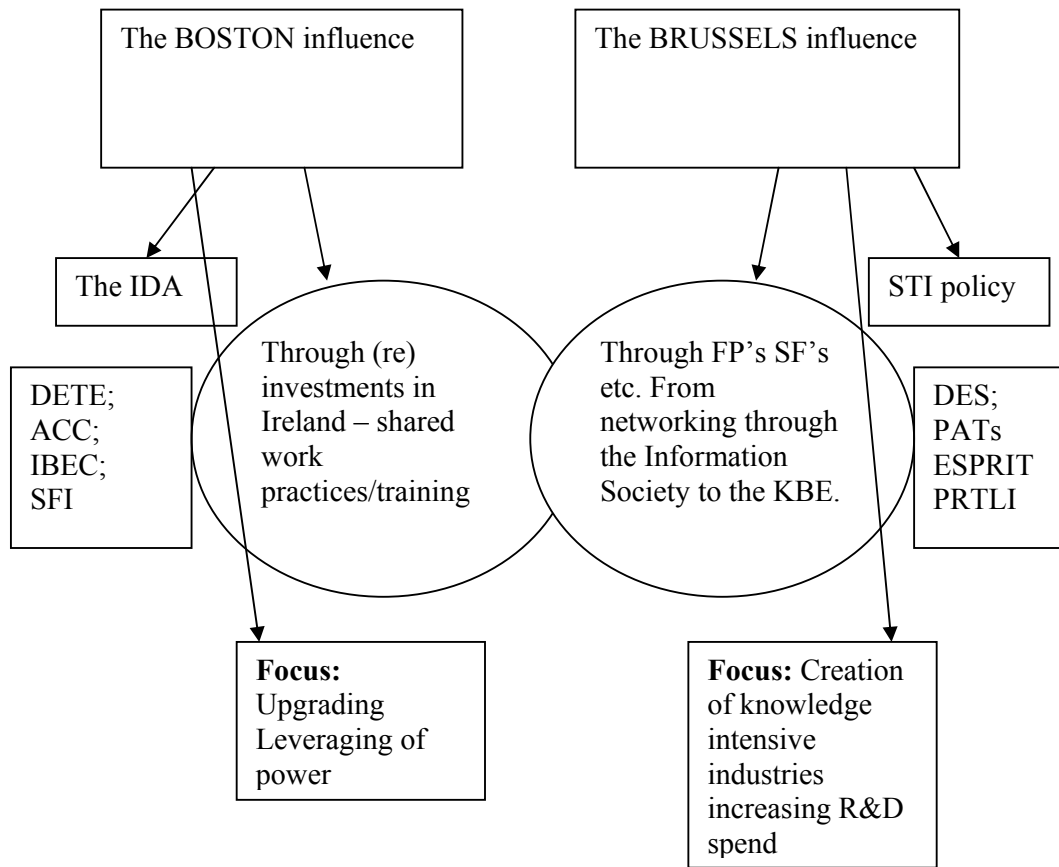 The BOSTON influence
The BRUSSELS influence
The IDA
STI policy
DETE;
ACC;
IBEC;
SFI
Through (re)
investments in
Ireland – shared
work
practices/training
Through FP’s SF’s
etc. From
networking through
the Information
Society to the KBE.
DES;
PATs
ESPRIT
PRTLI
Focus:
Upgrading
Leveraging of
power
Focus: Creation
of knowledge
intensive
industries
increasing R&D
spend